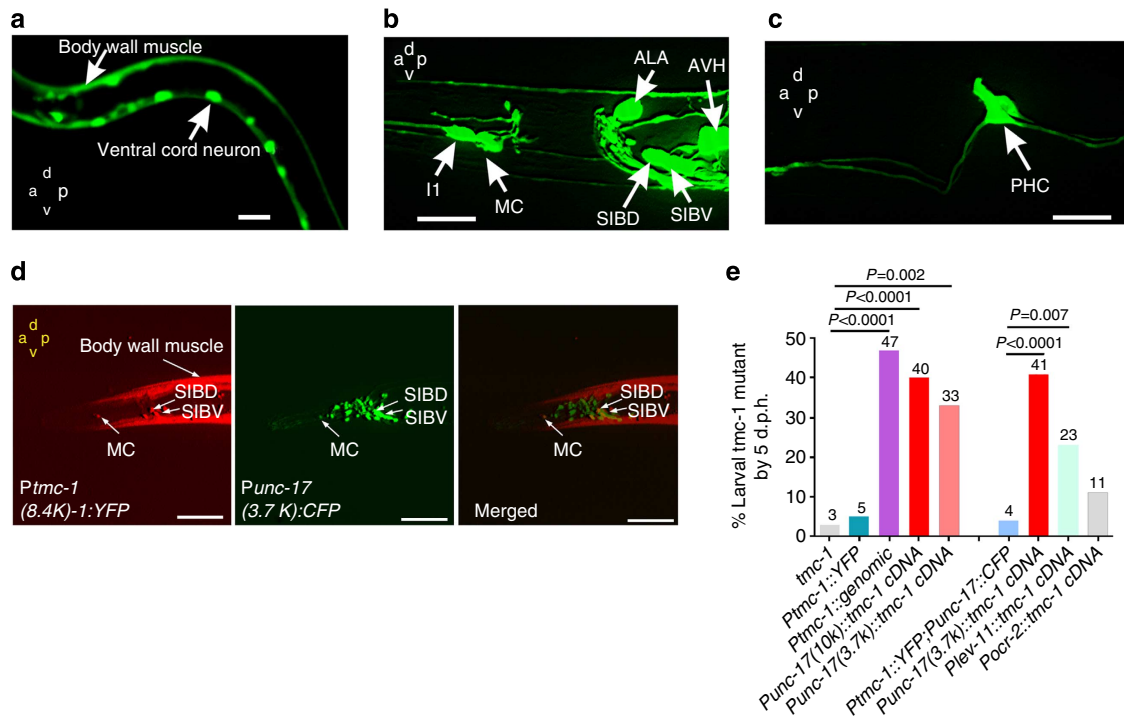 a
Body wall muscle
Ventral cord neuron
d
a p
v
b
d
a p
v
ALA
AVH
I1
MC
SIBD
SIBV
c
d
a p
v
PHC
d
d
a p
v
Body wall muscle
SIBD
SIBV
MC
Ptmc-1
(8.4K)-1:YFP
SIBD
SIBV
MC
Punc-17
(3.7 K):CFP
SIBD
SIBV
MC
Merged
e
P=0.002
P<0.0001
P<0.0001
P=0.007
P<0.0001
% Larval tmc-1 mutant
by 5 d.p.h.
50
40
30
20
10
0
3
5
47
40
33
4
41
23
11
tmc-1
Ptmc-1::YFP
Ptmc-1::genomic
Punc-17(10k)::tmc-1 cDNA
Punc-17(3.7k)::tmc-1 cDNA
Ptmc-1::YFP;Punc-17::CFP
Punc-17(3.7k)::tmc-1 cDNA
Plev-11::tmc-1 cDNA
Pocr-2::tmc-1 cDNA